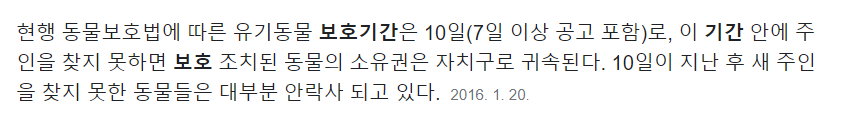 현행 동물보호법에 따른 유기동물 보호기간은 10일(7일 이상 공고 포함)로, 이 기간 안에 주
인을 찾지 못하면 보호 조치된 동물의 소유권은 자치구로 귀속된다. 10일이 지난 후 새 주인
을 찾지 못한 동물들은 대부분 안락사 되고 있다. 2016. 1. 20.